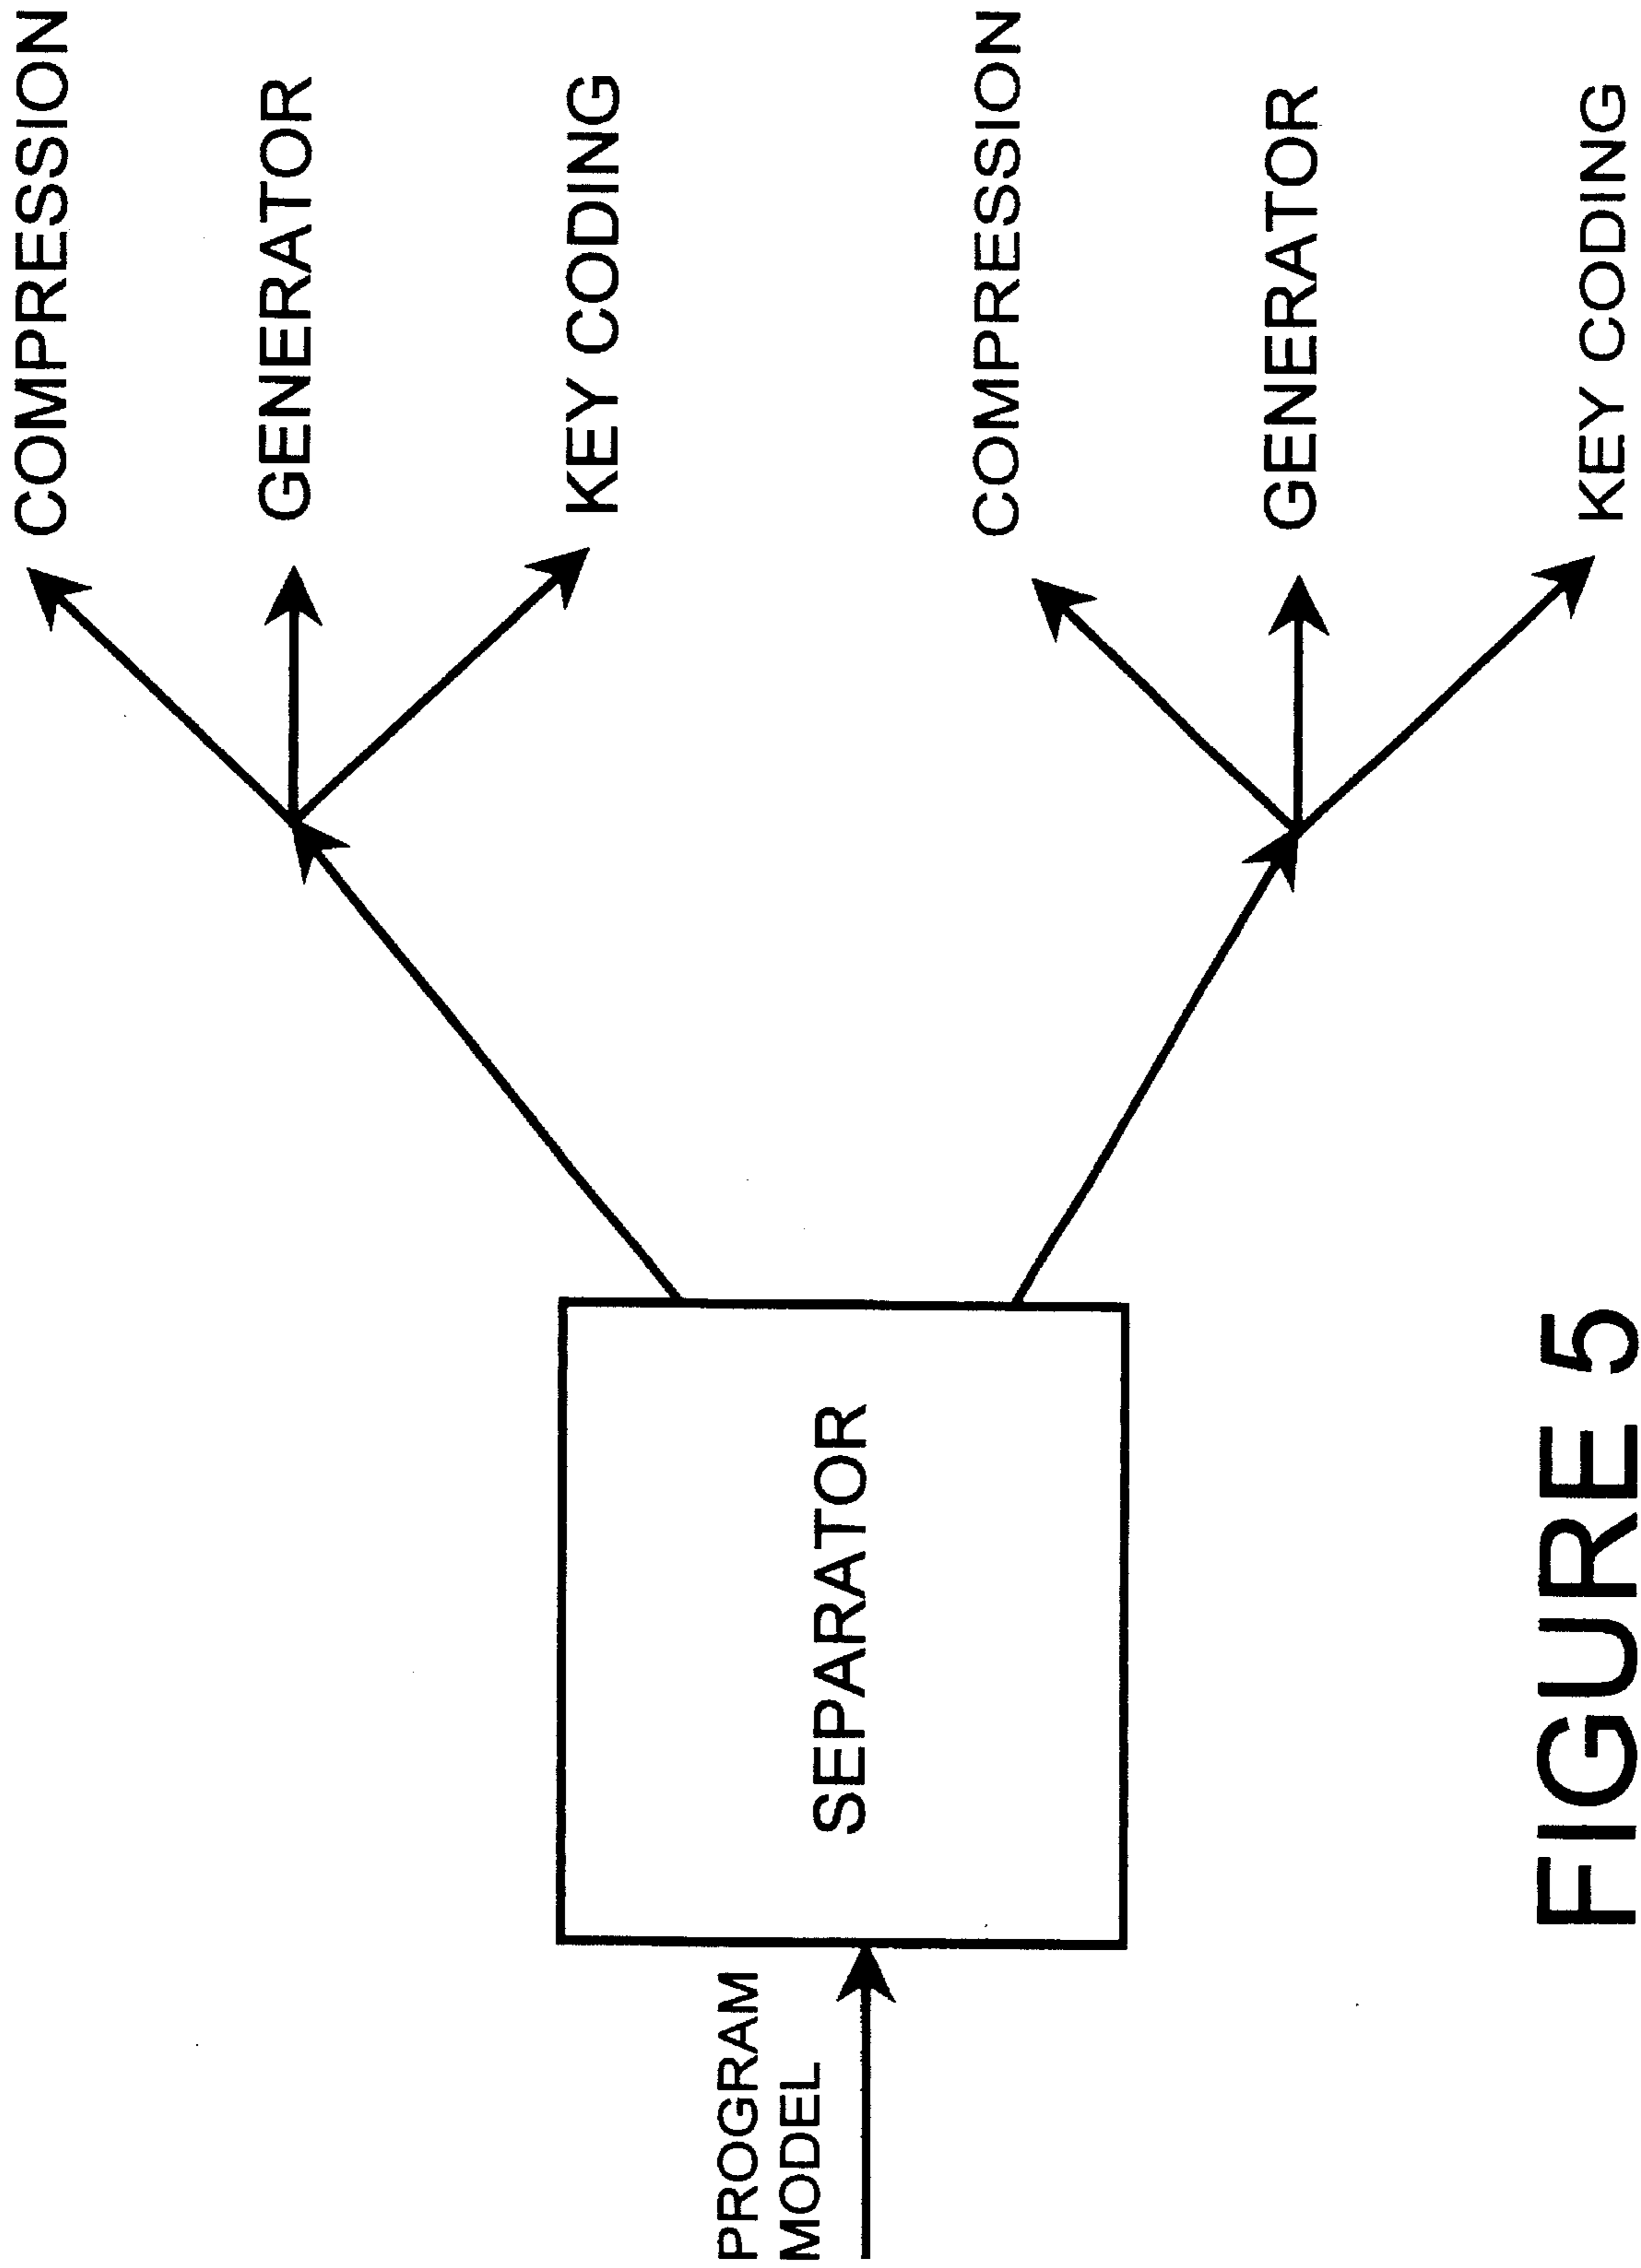 PROGRAM
MODEL
SEPARATOR
COMPRESSION
GENERATOR
KEY CODING
COMPRESSION
GENERATOR
KEY CODING
FIGURE 5